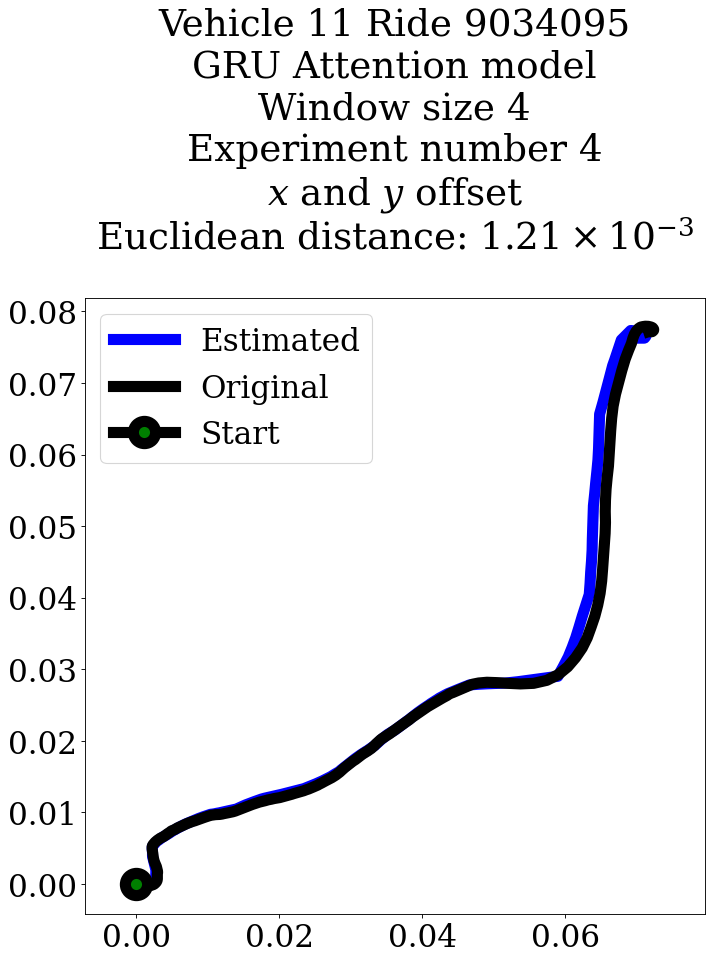 Vehicle 11 Ride 9034095
GRU Attention model
Window size 4
Experiment number 4
x and y offset
Euclidean distance: 1.21 × 10⁻³
Estimated
Original
Start
0.08
0.07
0.06
0.05
0.04
0.03
0.02
0.01
0.00
0.00 0.02 0.04 0.06